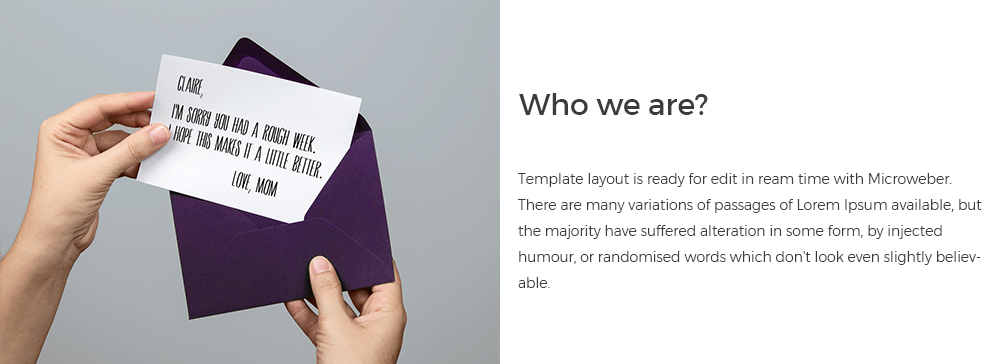 CLAIRE,
I'M SORRY YOU HAD A ROUGH WEEK.
I HOPE THIS MAKES IT A LITTLE BETTER.
LOVE, MOM
Who we are?
Template layout is ready for edit in ream time with Microweber.
There are many variations of passages of Lorem Ipsum available, but
the majority have suffered alteration in some form, by injected
humour, or randomised words which don't look even slightly believ-
able.